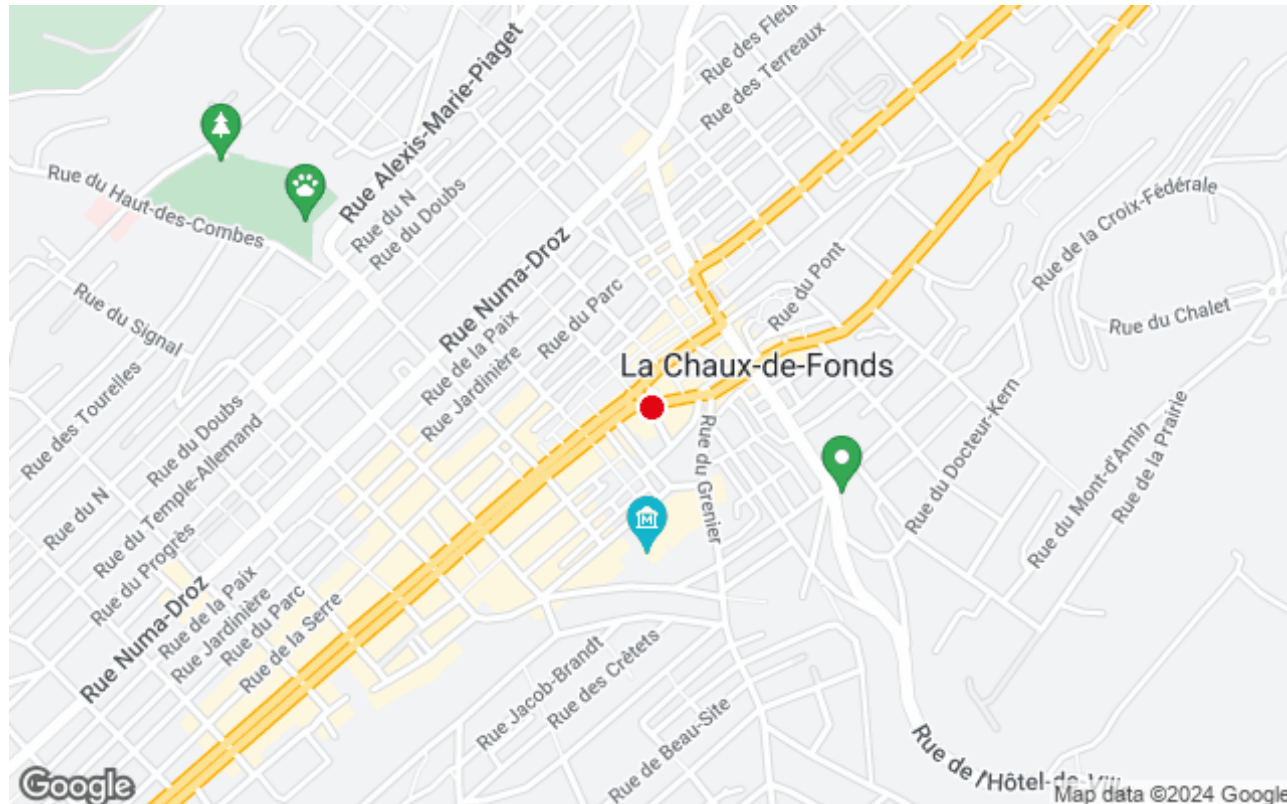 Rue des Fleur
Rue des Terreaux
Rue Alexis-Marie-Piaget
Rue du Haut-des-Combes
Rue du N
Rue du Doubs
Rue de la Croix-Fédérale
Rue du Pont
Rue Numa-Droz
Rue du Parc
Rue du Signal
Rue du Chalet
Rue de la Paix
Rue Jardinière
La Chaux-de-Fonds
Rue des Tourelles
Rue du Doubs
Rue du Docteur-Kern
Rue du Temple-Allemand
Rue du N
Rue du Grenier
Rue du Mont-d'Amin
Rue de la Prairie
Rue du Progrès
M
Rue Numa-Droz
Rue de la Paix
Rue Jardinière
Rue du Parc
Rue de la Serre
Rue Jacob-Brandt
Rue des Crêtets
Rue de Beau-Site
Rue de l'Hôtel-de-Vil
Google
Map data ©2024 Google